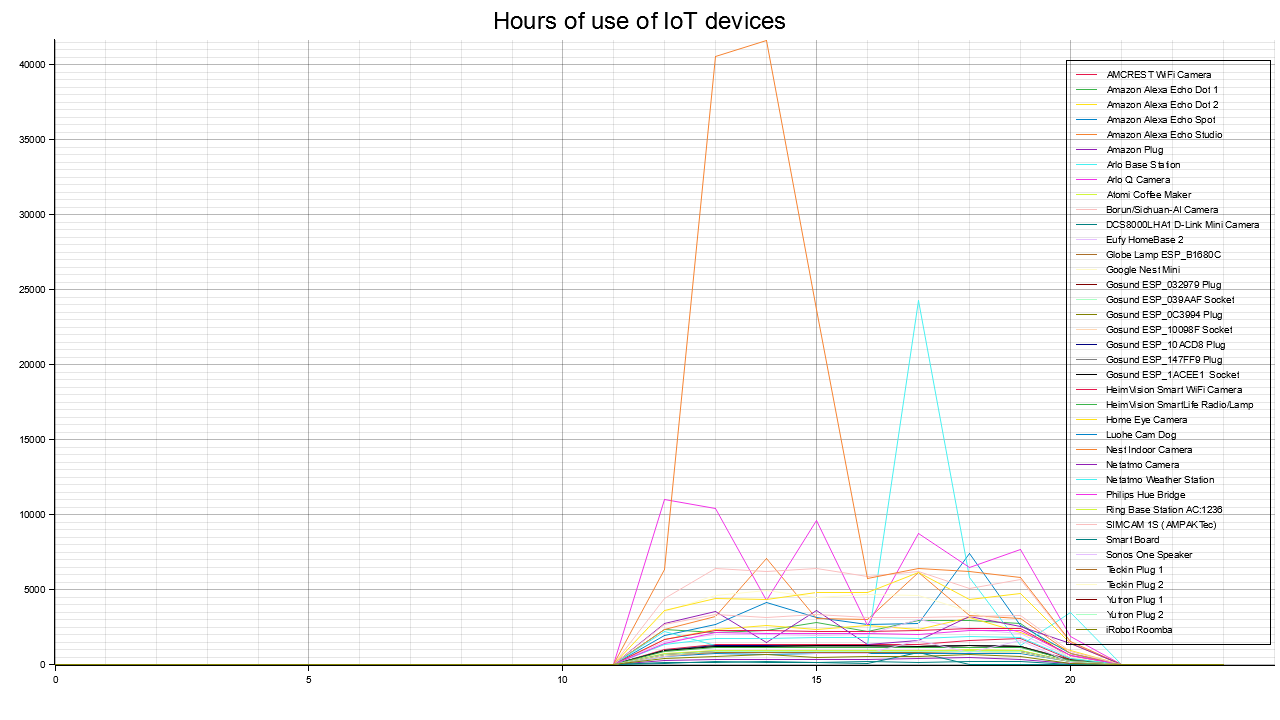 Hours of use of IoT devices
40000
35000
30000
25000
20000
15000
10000
5000
0
0
5
10
15
20
AMCREST WiFi Camera
Amazon Alexa Echo Dot 1
Amazon Alexa Echo Dot 2
Amazon Alexa Echo Spot
Amazon Alexa Echo Studio
Amazon Plug
Arlo Base Station
Arlo Q Camera
Atomi Coffee Maker
Borun/Sichuan-AI Camera
DCS8000LHA1 D-Link Mini Camera
Eufy HomeBase 2
Globe Lamp ESP_B1680C
Google Nest Mini
Gosund ESP_032979 Plug
Gosund ESP_039AAF Socket
Gosund ESP_0C3994 Plug
Gosund ESP_10098F Socket
Gosund ESP_10ACD8 Plug
Gosund ESP_147FF9 Plug
Gosund ESP_1ACEE1 Socket
HeimVision Smart WiFi Camera
HeimVision SmartLife Radio/Lamp
Home Eye Camera
Luohe Cam Dog
Nest Indoor Camera
Netatmo Camera
Netatmo Weather Station
Philips Hue Bridge
Ring Base Station AC:1236
SIMCAM 1S (AMPAKTec)
Smart Board
Sonos One Speaker
Teckin Plug 1
Teckin Plug 2
Yutron Plug 1
Yutron Plug 2
iRobot Roomba